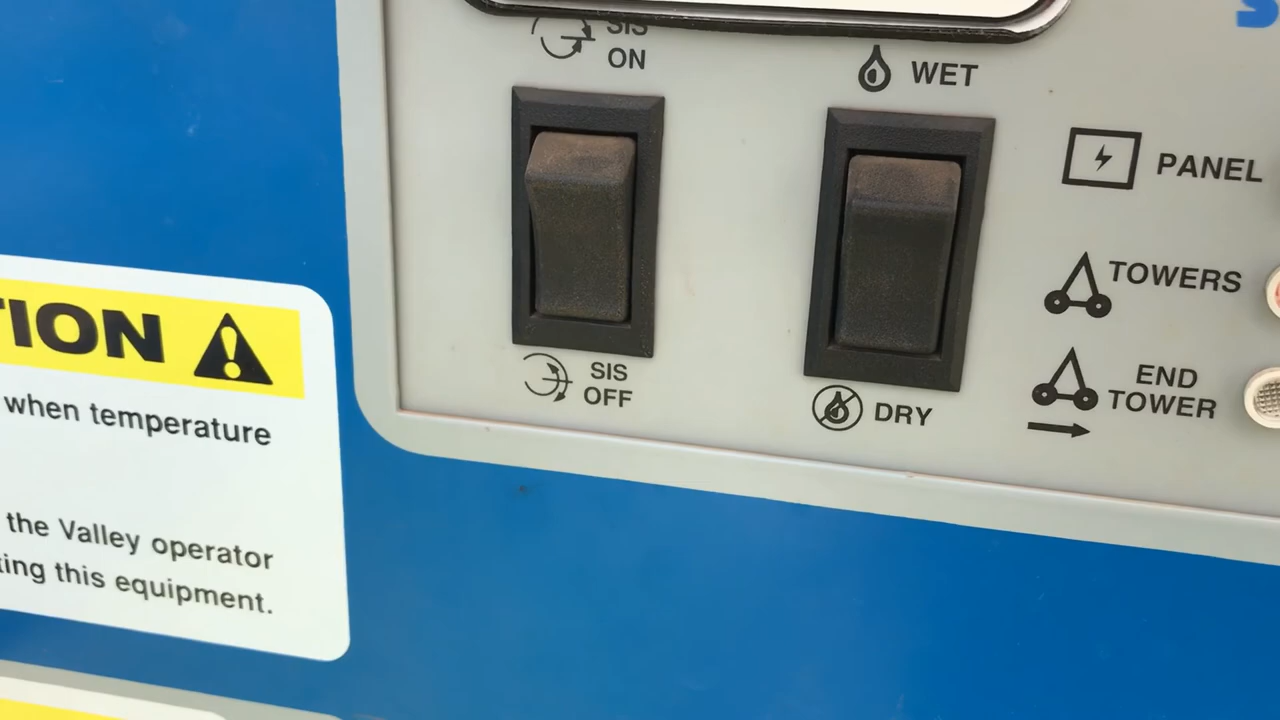 SIS
ON
WET
PANEL
TOWERS
SIS
OFF
DRY
END
TOWER
TION
when temperature
the Valley operator
ing this equipment.